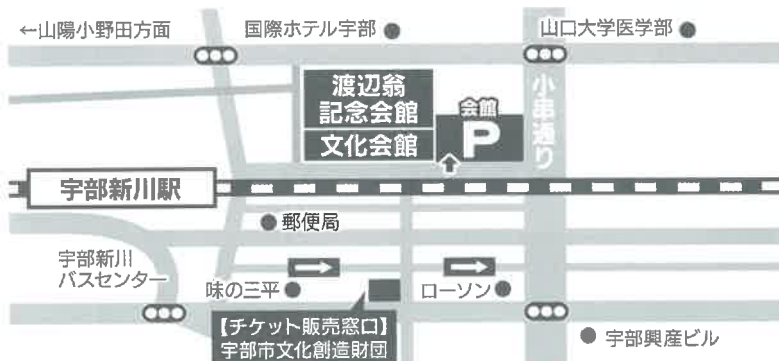 ←山陽小野田方面
国際ホテル宇部
山口大学医学部
渡辺翁
記念会館
文化会館
会館
P
小串通り
宇部新川駅
郵便局
宇部新川
バスセンター
味の三平
ローソン
【チケット販売窓口】
宇部市文化創造財団
宇部興産ビル